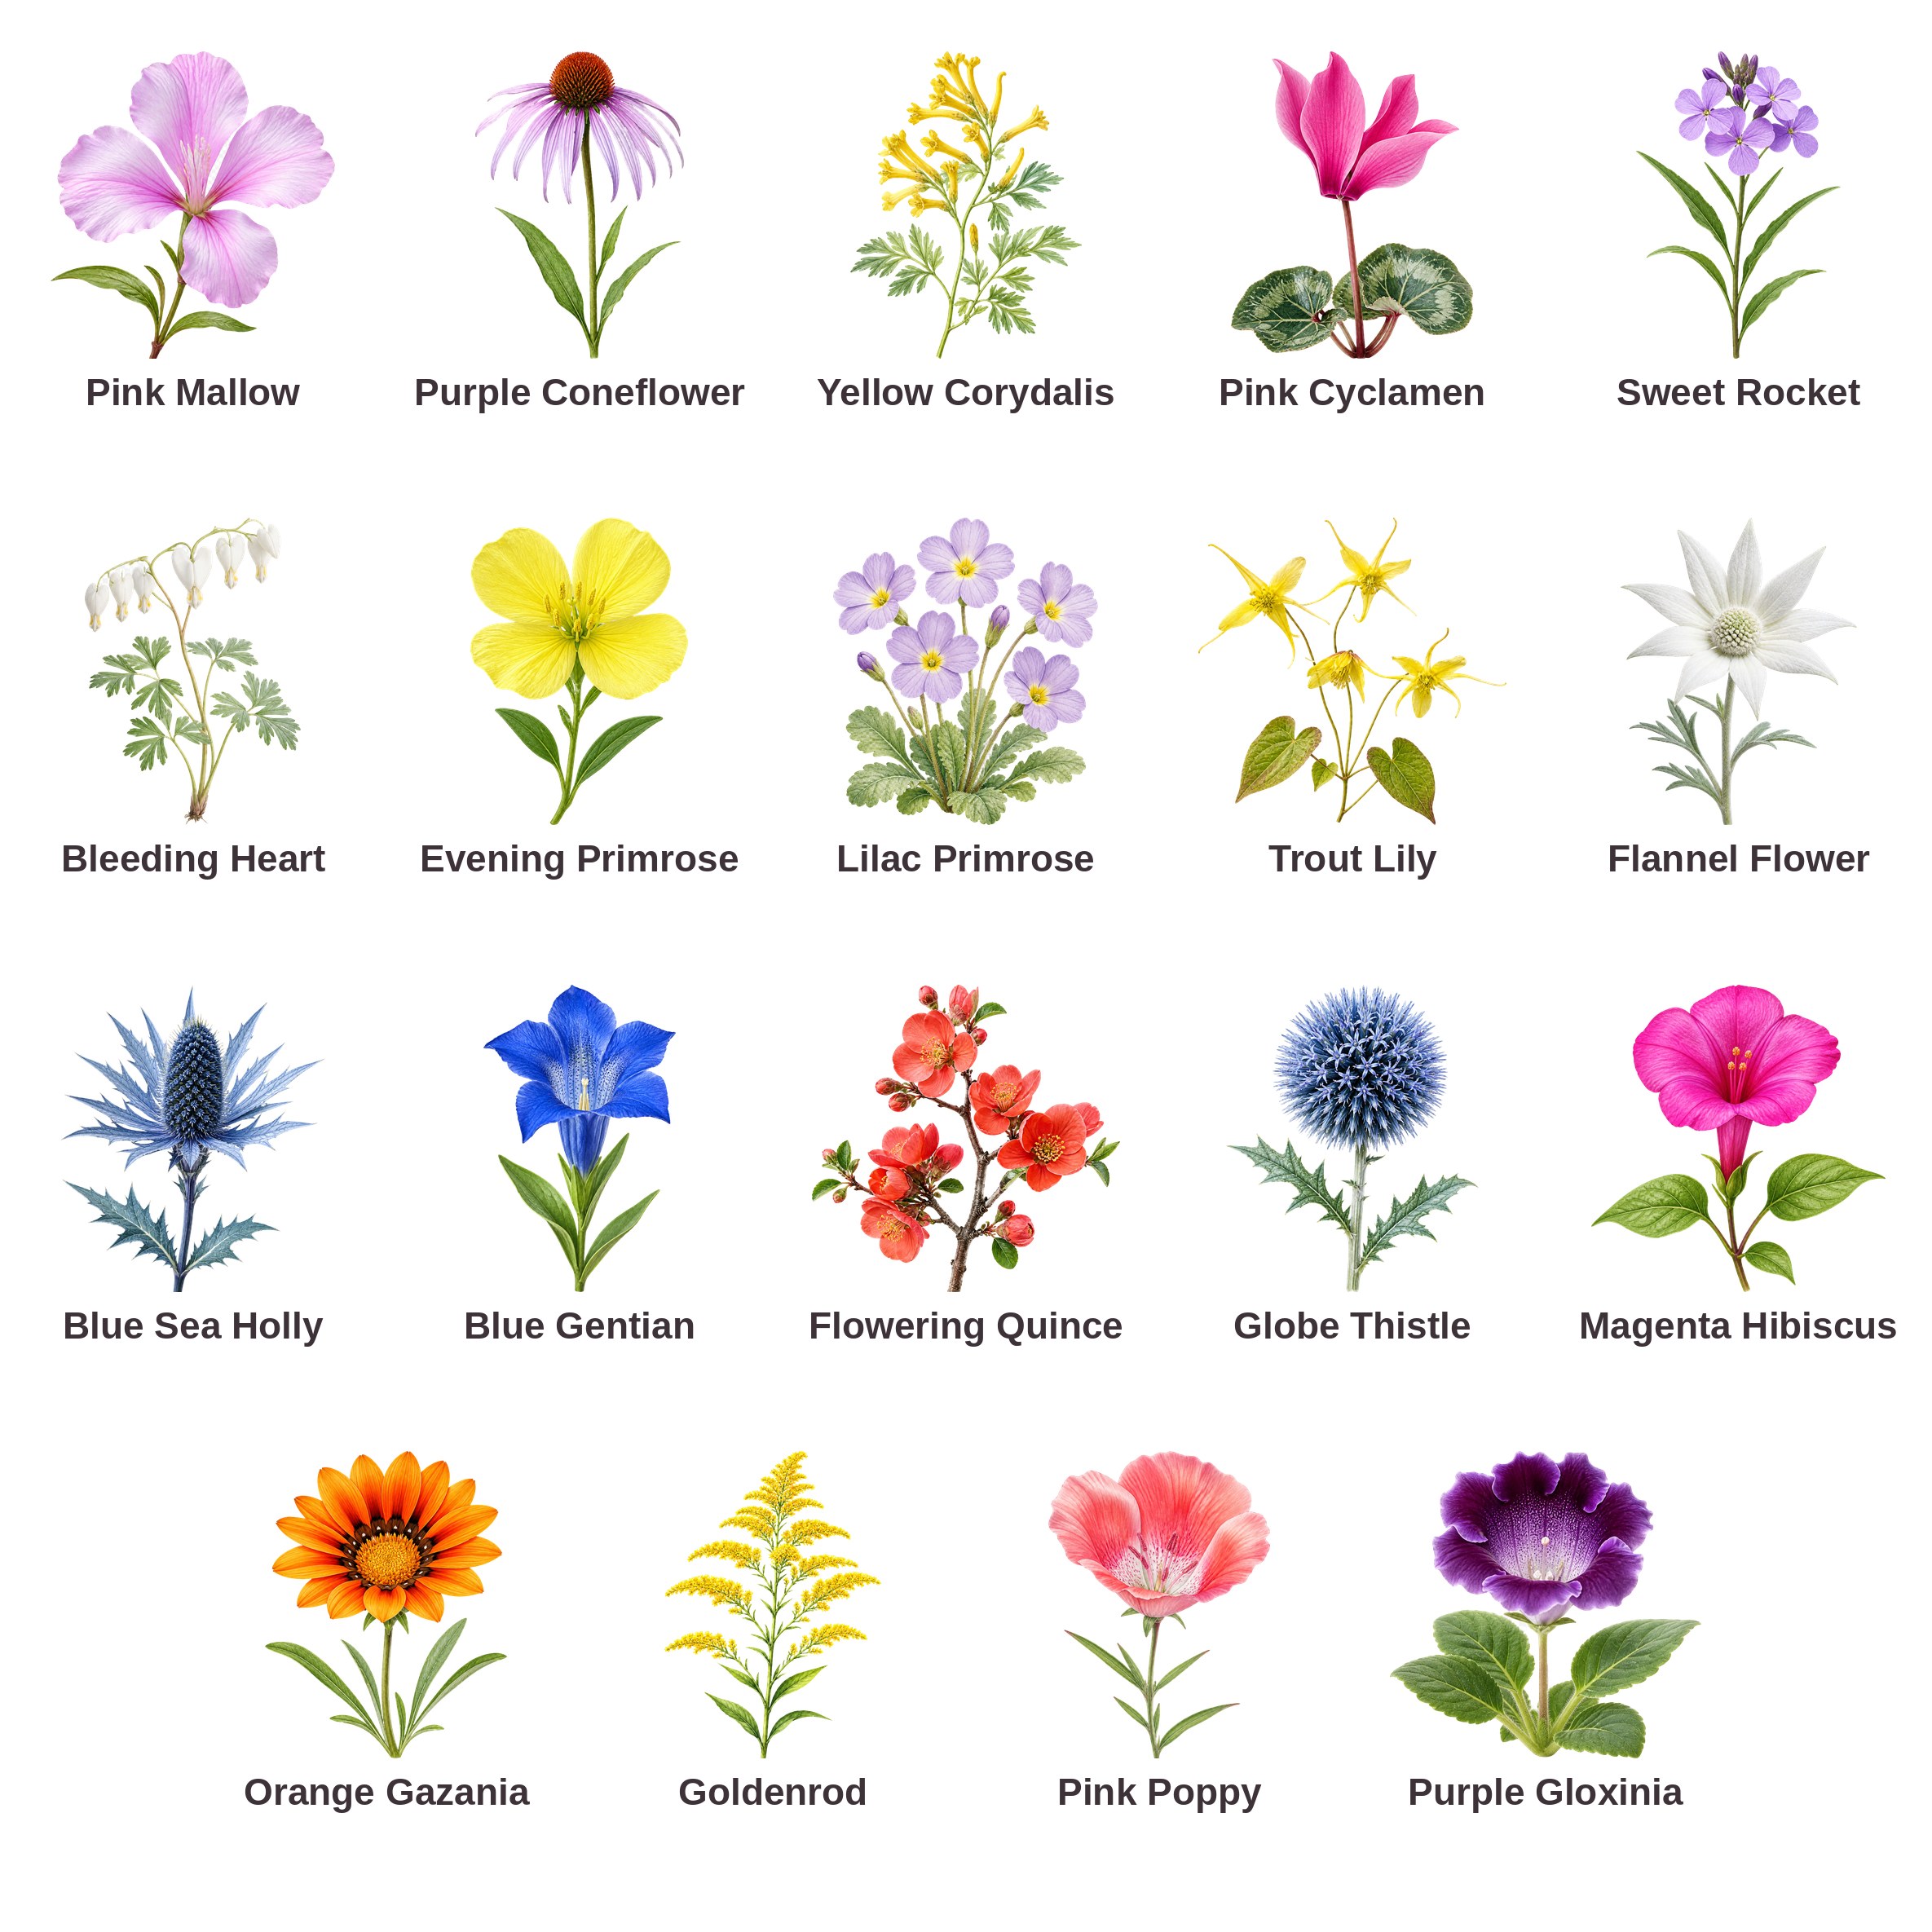 Pink Mallow
Purple Coneflower
Yellow Corydalis
Pink Cyclamen
Sweet Rocket
Bleeding Heart
Evening Primrose
Lilac Primrose
Trout Lily
Flannel Flower
Blue Sea Holly
Blue Gentian
Flowering Quince
Globe Thistle
Magenta Hibiscus
Orange Gazania
Goldenrod
Pink Poppy
Purple Gloxinia